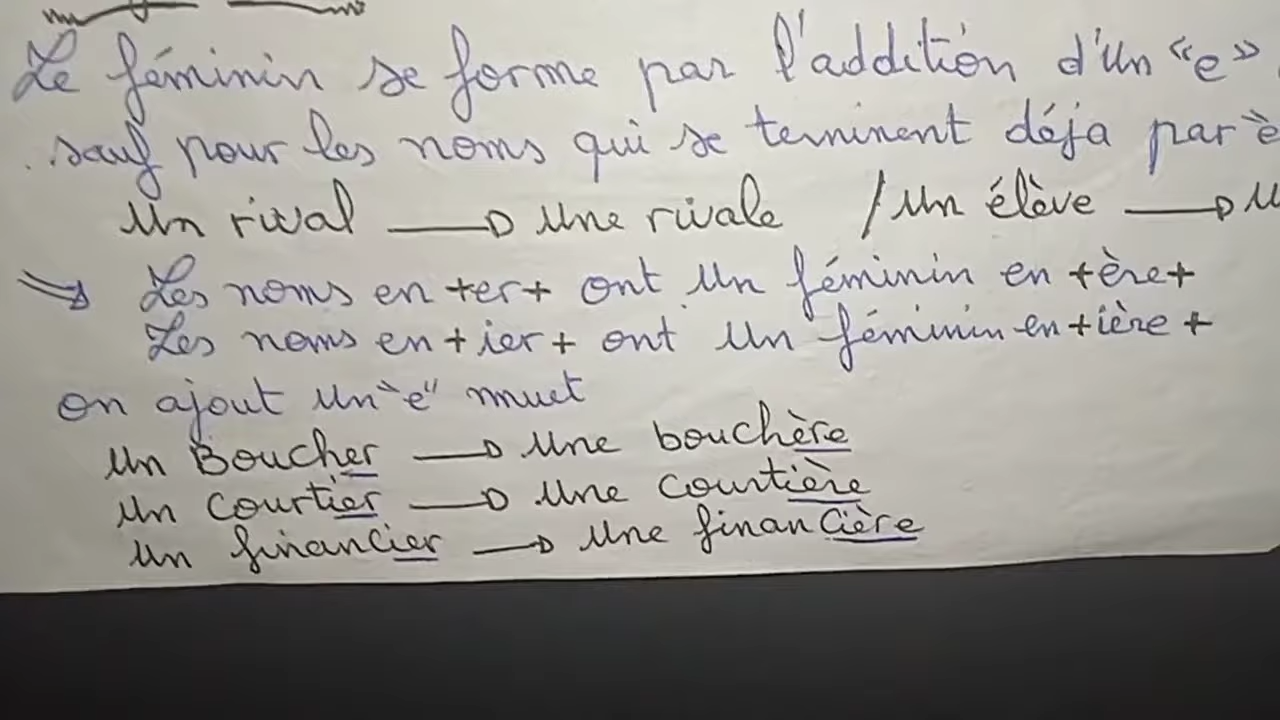 Le féminin se forme par l'addition d'un "e"
sauf pour les noms qui se terninent déja par è
un rival → une rivale / un élève →
Les noms en +er+ ont un féminin en +ère+
Les noms en +ier+ ont un féminin en +ière+
on ajout un "e" muet
un Boucher → une bouchère
un courtier → une courtière
un financier → une financière